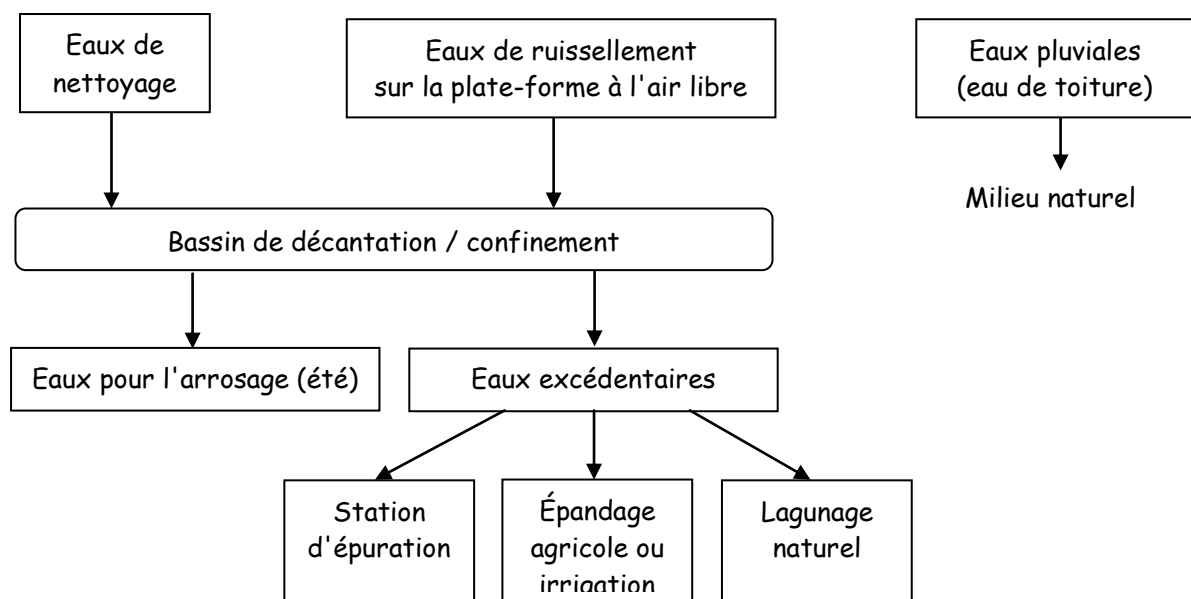 Eaux de
nettoyage
Eaux de ruissellement
sur la plate-forme à l'air libre
Eaux pluviales
(eau de toiture)
Milieu naturel
Bassin de décantation / confinement
Eaux pour l'arrosage (été)
Eaux excédentaires
Station
d'épuration
Épandage
agricole ou
irrigation
Lagunage
naturel